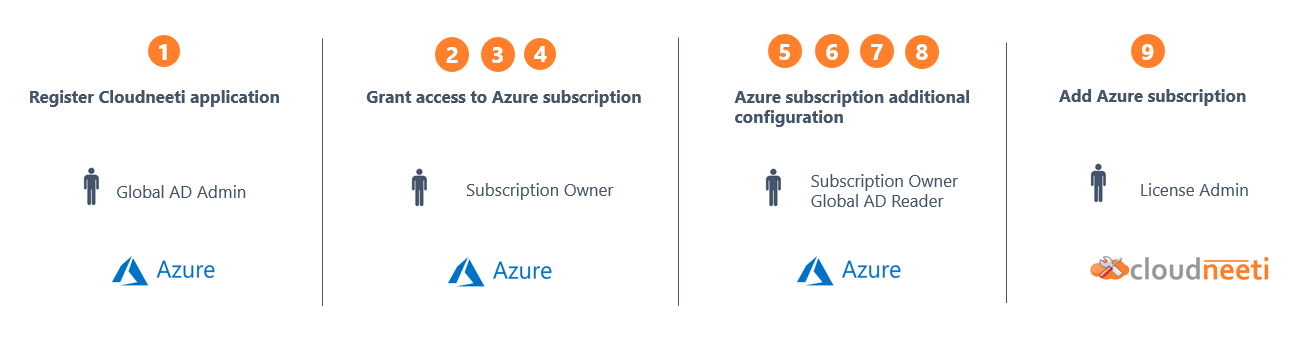 1
Register Cloudneeti application
Global AD Admin
Azure
2 3 4
Grant access to Azure subscription
Subscription Owner
Azure
5 6 7 8
Azure subscription additional
configuration
Subscription Owner
Global AD Reader
Azure
9
Add Azure subscription
License Admin
cloudneeti